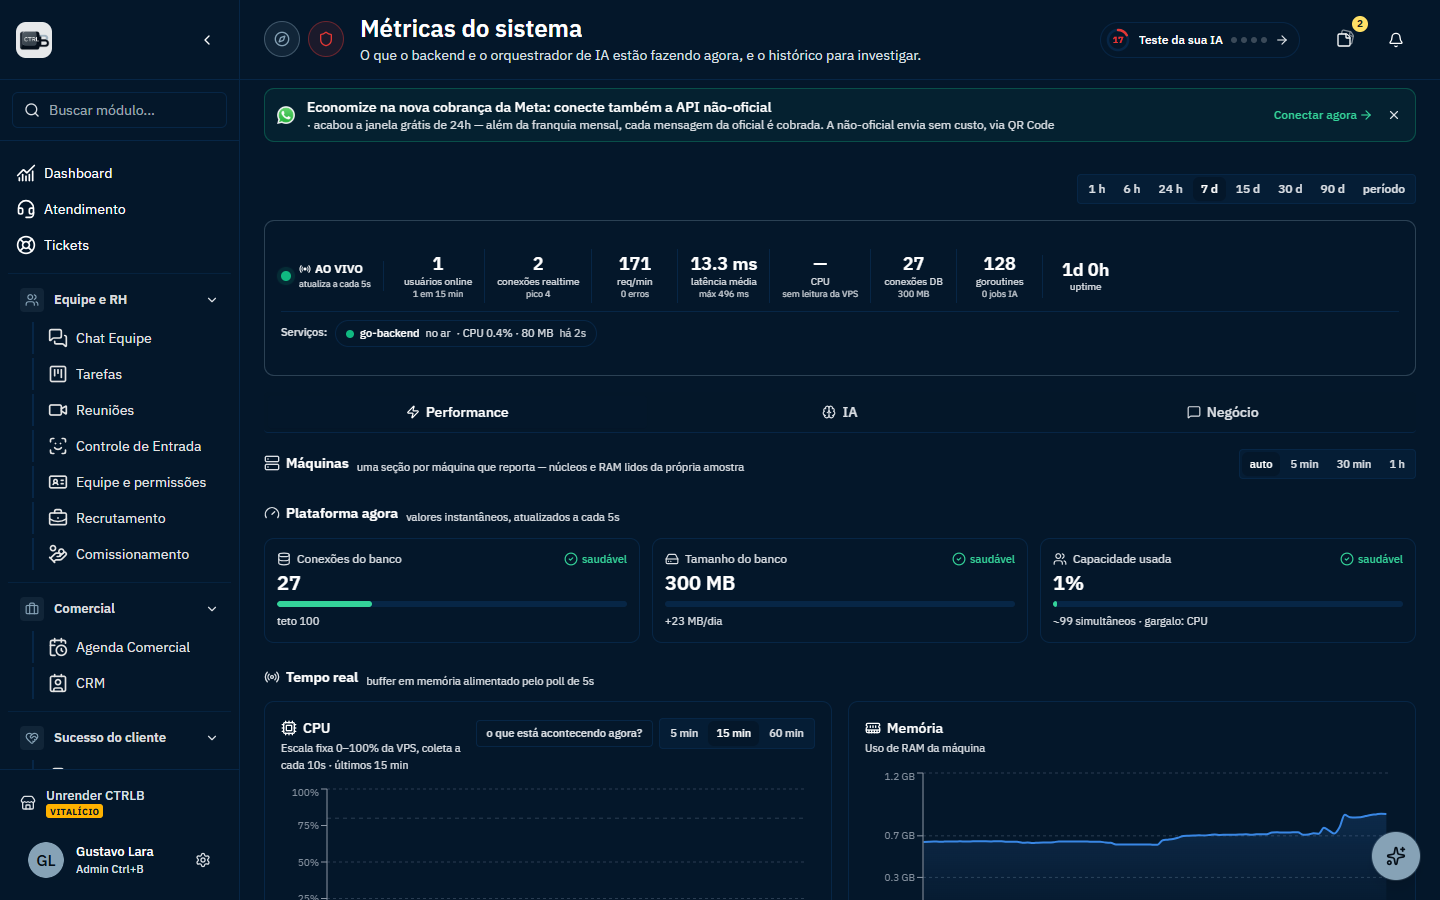 CTRL B
Métricas do sistema
O que o backend e o orquestrador de IA estão fazendo agora, e o histórico para investigar.
17
Teste da sua IA
2
Buscar módulo...
Economize na nova cobrança da Meta: conecte também a API não-oficial
· acabou a janela grátis de 24h — além da franquia mensal, cada mensagem da oficial é cobrada. A não-oficial envia sem custo, via QR Code
Conectar agora
Dashboard
Atendimento
Tickets
Equipe e RH
Chat Equipe
Tarefas
Reuniões
Controle de Entrada
Equipe e permissões
Recrutamento
Comissionamento
Comercial
Agenda Comercial
CRM
Sucesso do cliente
Unrender CTRLB
VITALÍCIO
GL
Gustavo Lara
Admin Ctrl+B
1 h 6 h 24 h 7 d 15 d 30 d 90 d período
AO VIVO
atualiza a cada 5s
1
usuários online
1 em 15 min
2
conexões realtime
pico 4
171
req/min
0 erros
13.3 ms
latência média
máx 496 ms
—
CPU
sem leitura da VPS
27
conexões DB
300 MB
128
goroutines
0 jobs IA
1d 0h
uptime
Serviços: go-backend no ar · CPU 0.4% · 80 MB há 2s
Performance
IA
Negócio
Máquinas uma seção por máquina que reporta — núcleos e RAM lidos da própria amostra
auto 5 min 30 min 1 h
Plataforma agora valores instantâneos, atualizados a cada 5s
Conexões do banco saudável
27
teto 100
Tamanho do banco saudável
300 MB
+23 MB/dia
Capacidade usada saudável
1%
~99 simultâneos · gargalo: CPU
Tempo real buffer em memória alimentado pelo poll de 5s
CPU
Escala fixa 0–100% da VPS, coleta a
cada 10s · últimos 15 min
o que está acontecendo agora?
5 min 15 min 60 min
100%
75%
50%
25%
Memória
Uso de RAM da máquina
1.2 GB
0.7 GB
0.3 GB